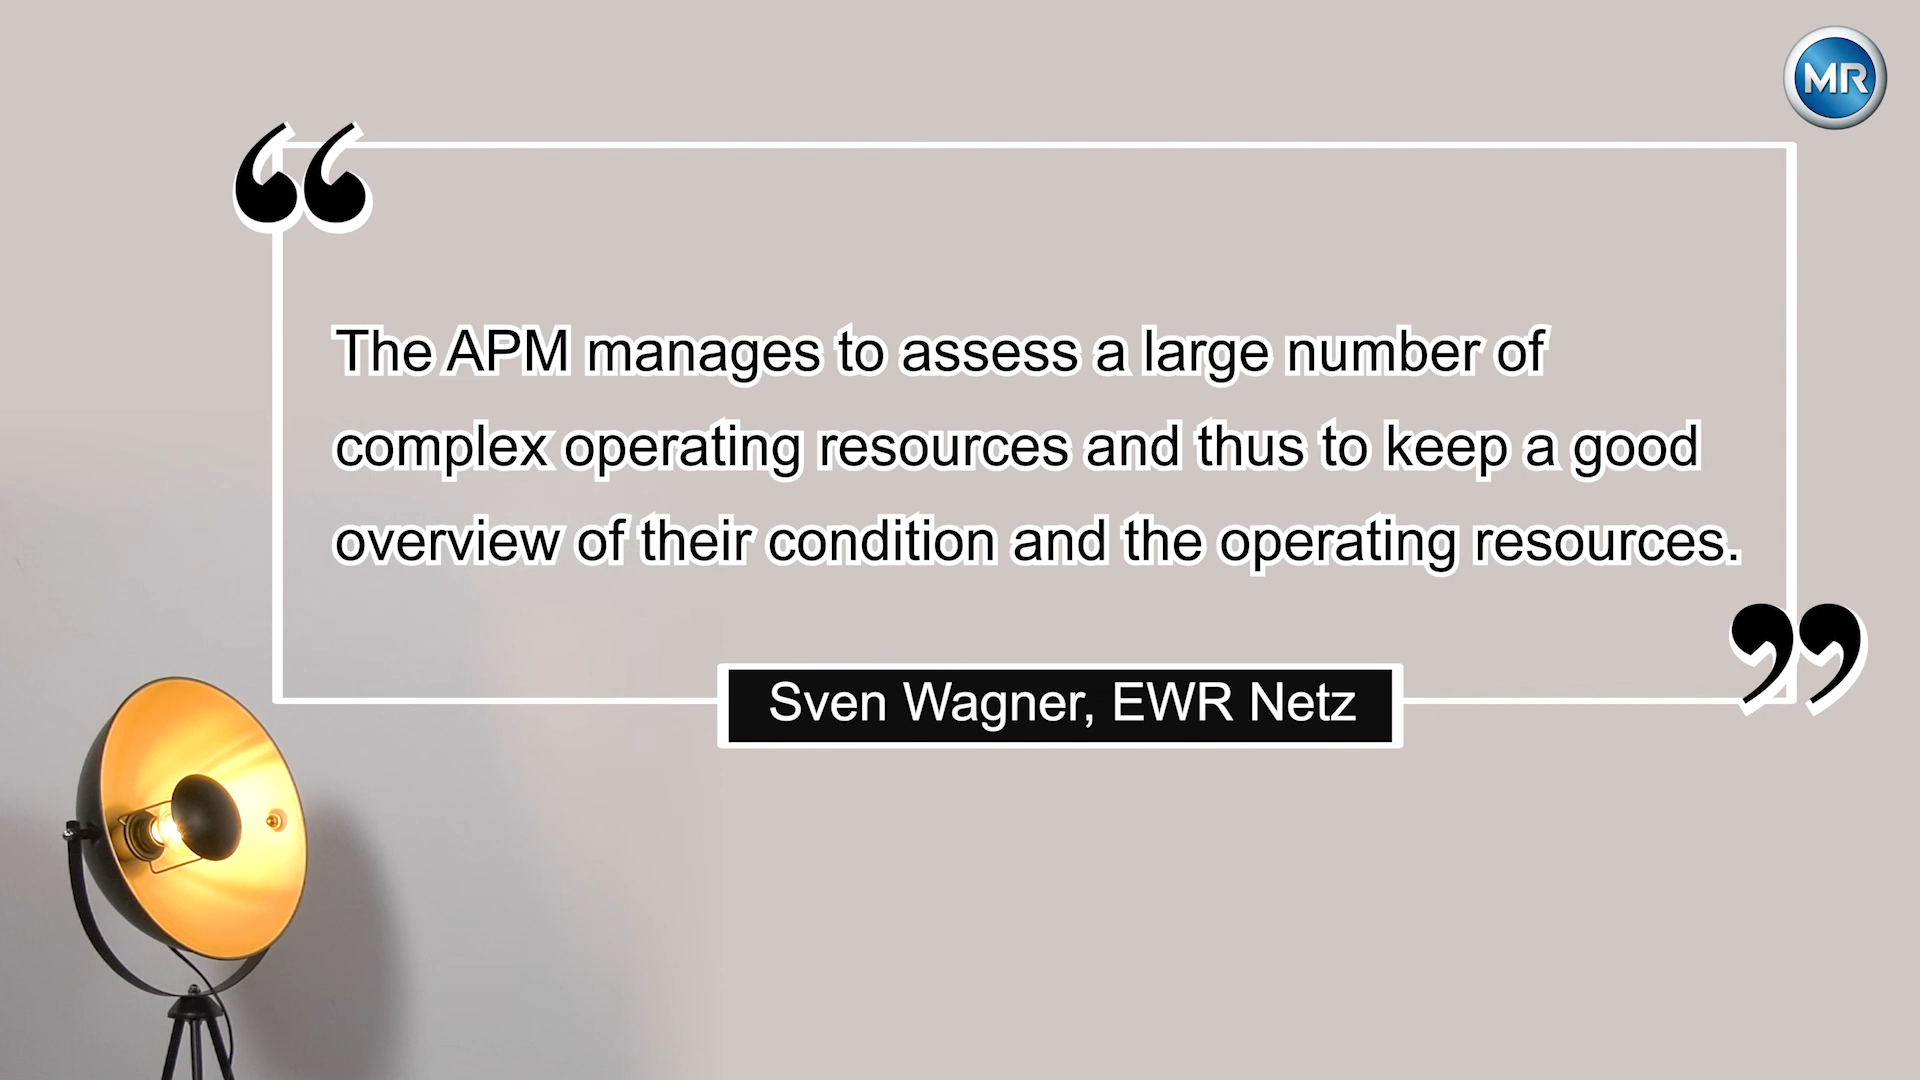 MR
The APM manages to assess a large number of
complex operating resources and thus to keep a good
overview of their condition and the operating resources.
Sven Wagner, EWR Netz